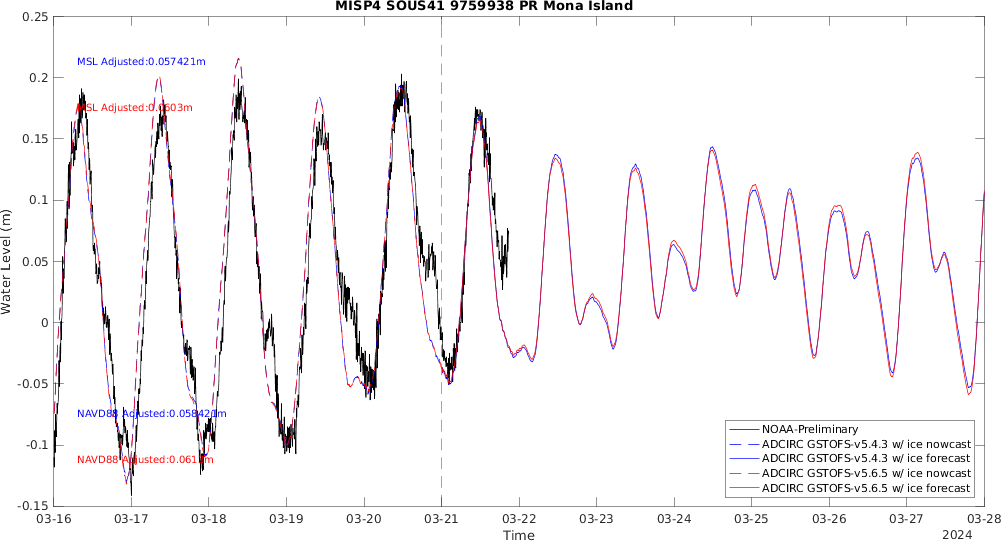 MISP4 SOUS41 9759938 PR Mona Island
0.25
0.2
0.15
0.1
0.05
0
-0.05
-0.1
-0.15
Water Level (m)
MSL Adjusted:0.057421m
MSL Adjusted:0.0603m
NAVD88 Adjusted:0.058421m
NAVD88 Adjusted:
NOAA-Preliminary
ADCIRC GSTOFS-v5.4.3 w/ ice nowcast
ADCIRC GSTOFS-v5.4.3 w/ ice forecast
ADCIRC GSTOFS-v5.6.5 w/ ice nowcast
ADCIRC GSTOFS-v5.6.5 w/ ice forecast
03-16 03-17 03-18 03-19 03-20 03-21 03-22 03-23 03-24 03-25 03-26 03-27 03-28
Time
2024